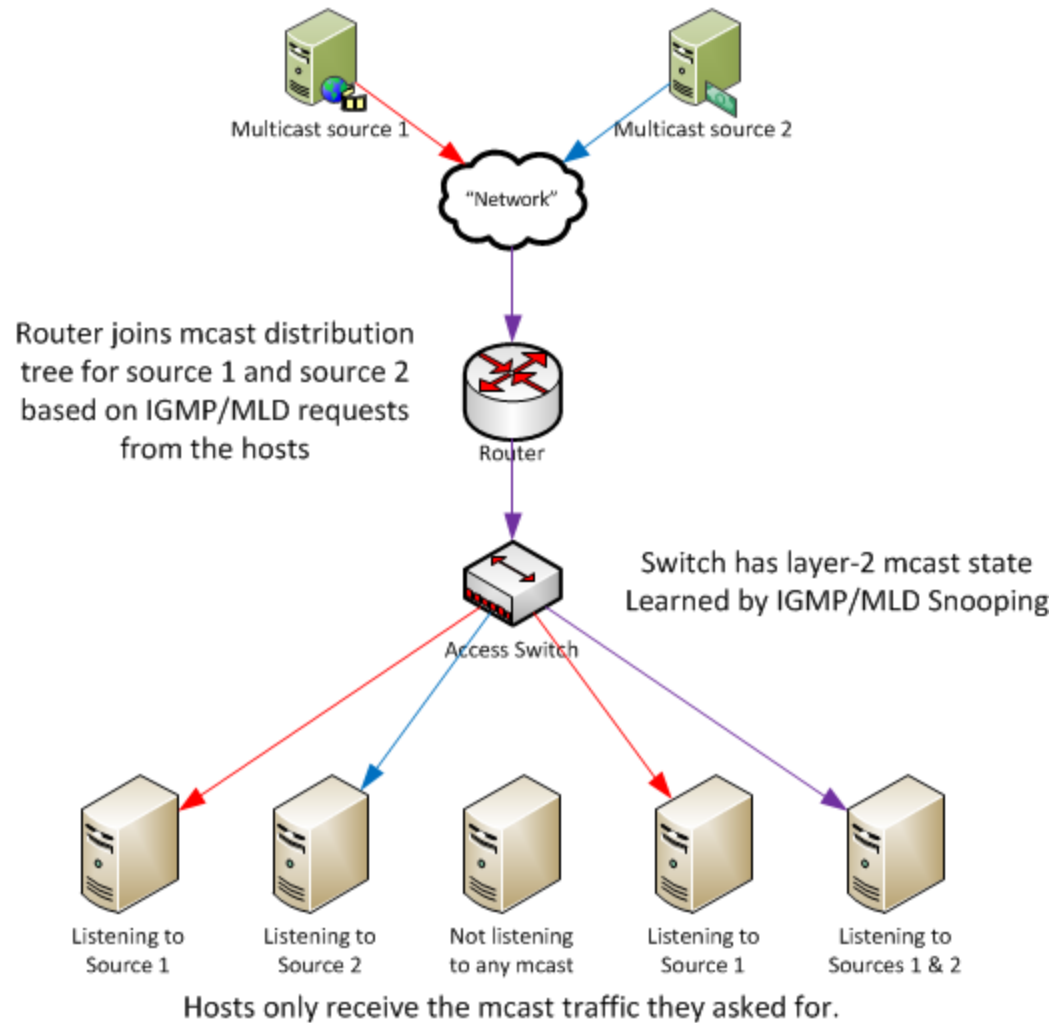 Multicast source 1
Multicast source 2
“Network”
Router joins mcast distribution
tree for source 1 and source 2
based on IGMP/MLD requests
from the hosts
Router
Switch has layer-2 mcast state
Learned by IGMP/MLD Snooping
Access Switch
Listening to
Source 1
Listening to
Source 2
Not listening
to any mcast
Listening to
Source 1
Listening to
Sources 1 & 2
Hosts only receive the mcast traffic they asked for.